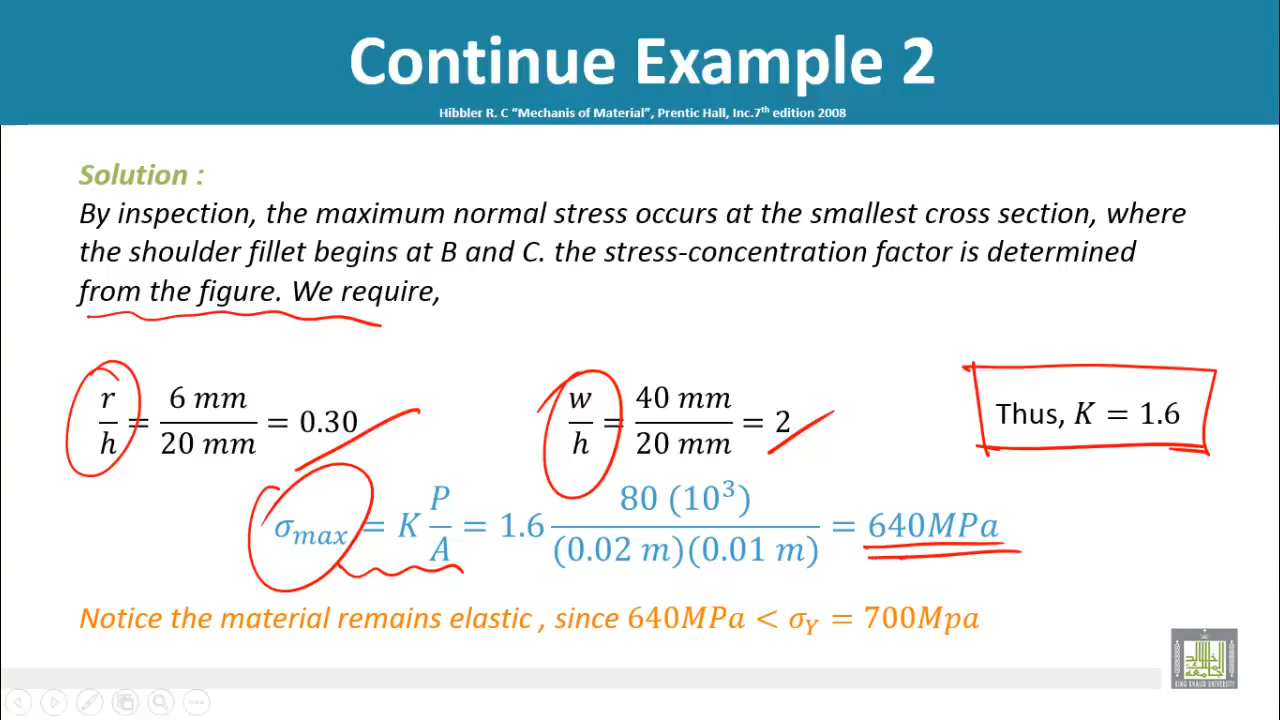 Continue Example 2
Hibbler R. C “Mechanis of Material”, Prentic Hall, Inc.7th edition 2008
Solution :
By inspection, the maximum normal stress occurs at the smallest cross section, where
the shoulder fillet begins at B and C. the stress-concentration factor is determined
from the figure. We require,
r/h = 6 mm/20 mm = 0.30
w/h = 40 mm/20 mm = 2
Thus, K = 1.6
σmax = K P/A = 1.6 80 (10³)/(0.02 m)(0.01 m) = 640MPa
Notice the material remains elastic , since 640MPa < σY = 700Mpa
KING KHALID UNIVERSITY